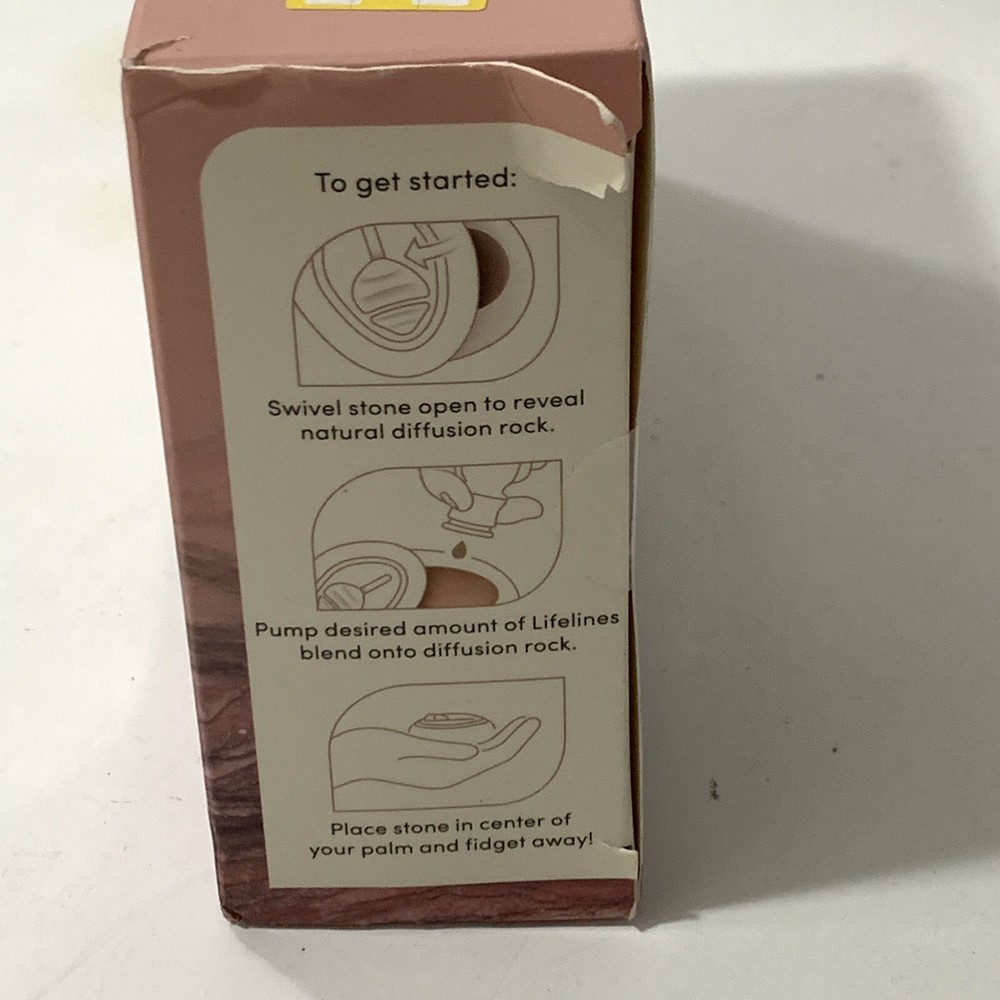 To get started:
Swivel stone open to reveal
natural diffusion rock.
Pump desired amount of Lifelines
blend onto diffusion rock.
Place stone in center of
your palm and fidget away!